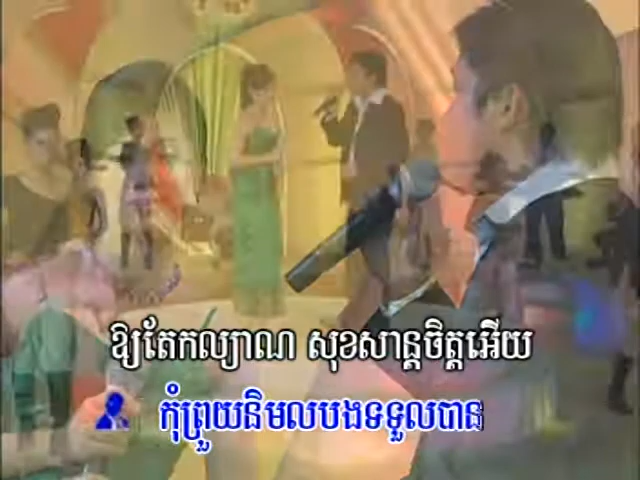 ឱ្យតែកល្យាណ សុខសាន្តចិត្តអើយ
កុំព្រួយនិមលបងទទួលបាន